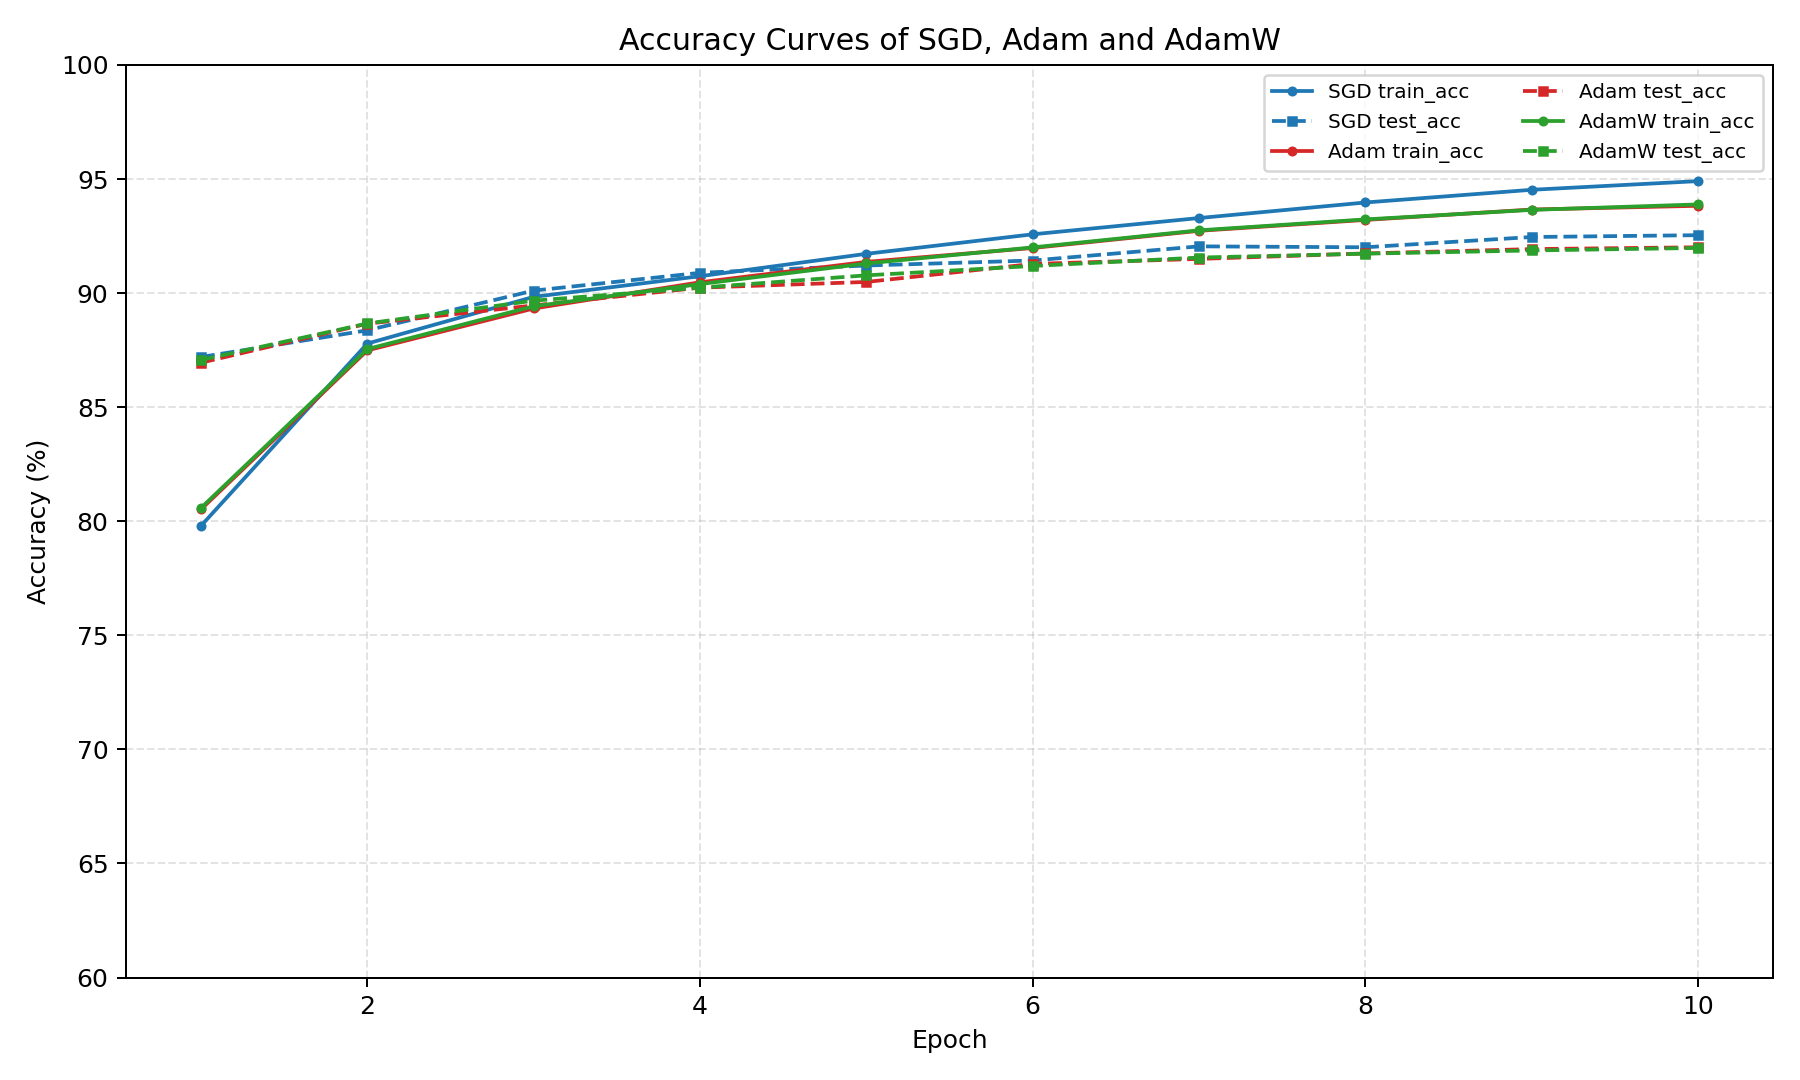 Accuracy Curves of SGD, Adam and AdamW
100
95
90
85
80
75
70
65
60
Accuracy (%)
SGD train_acc
SGD test_acc
Adam train_acc
Adam test_acc
AdamW train_acc
AdamW test_acc
2 4 6 8 10
Epoch